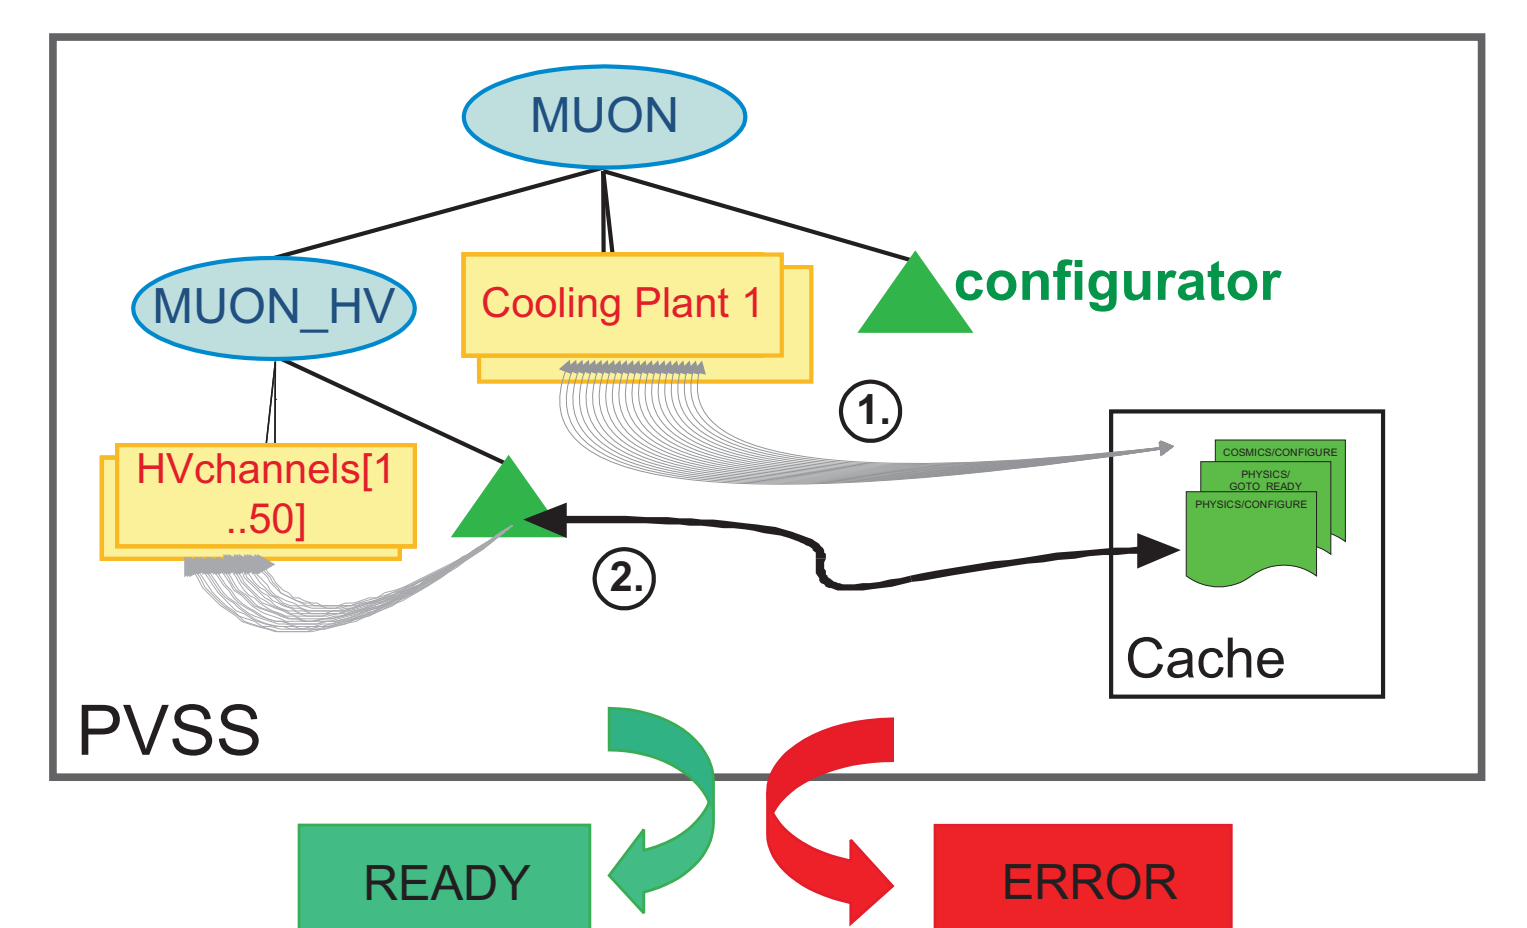 MUON
configurator
MUON_HV
Cooling Plant 1
1.
HVchannels[1
..50]
COSMICS/CONFIGURE
PHYSICS/
GOTO_READY
PHYSICS/CONFIGURE
2.
Cache
PVSS
READY
ERROR